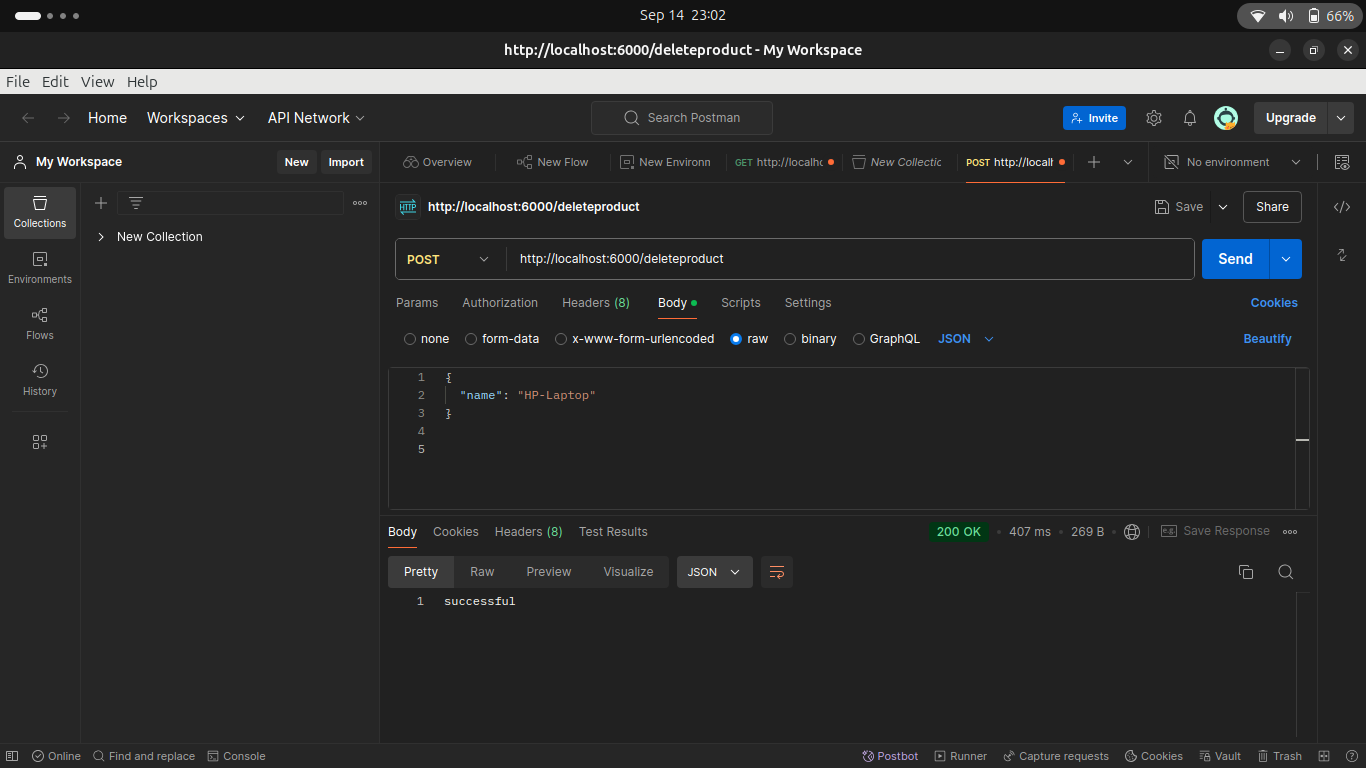 Sep 14 23:02
66%
http://localhost:6000/deleteproduct - My Workspace
File Edit View Help
Home Workspaces API Network Search Postman Invite Upgrade
My Workspace New Import
Overview New Flow New Environn GET http://localhc New Collectic POST http://localh No environment
Collections
New Collection
Environments
Flows
History
HTTP http://localhost:6000/deleteproduct Save Share
POST http://localhost:6000/deleteproduct Send
Params Authorization Headers (8) Body Scripts Settings Cookies
none form-data x-www-form-urlencoded raw binary GraphQL JSON Beautify
1 {
2 "name": "HP-Laptop"
3 }
4
5
Body Cookies Headers (8) Test Results 200 OK 407 ms 269 B e.g. Save Response
Pretty Raw Preview Visualize JSON
1 successful
Online Find and replace Console Postbot Runner Capture requests Cookies Vault Trash